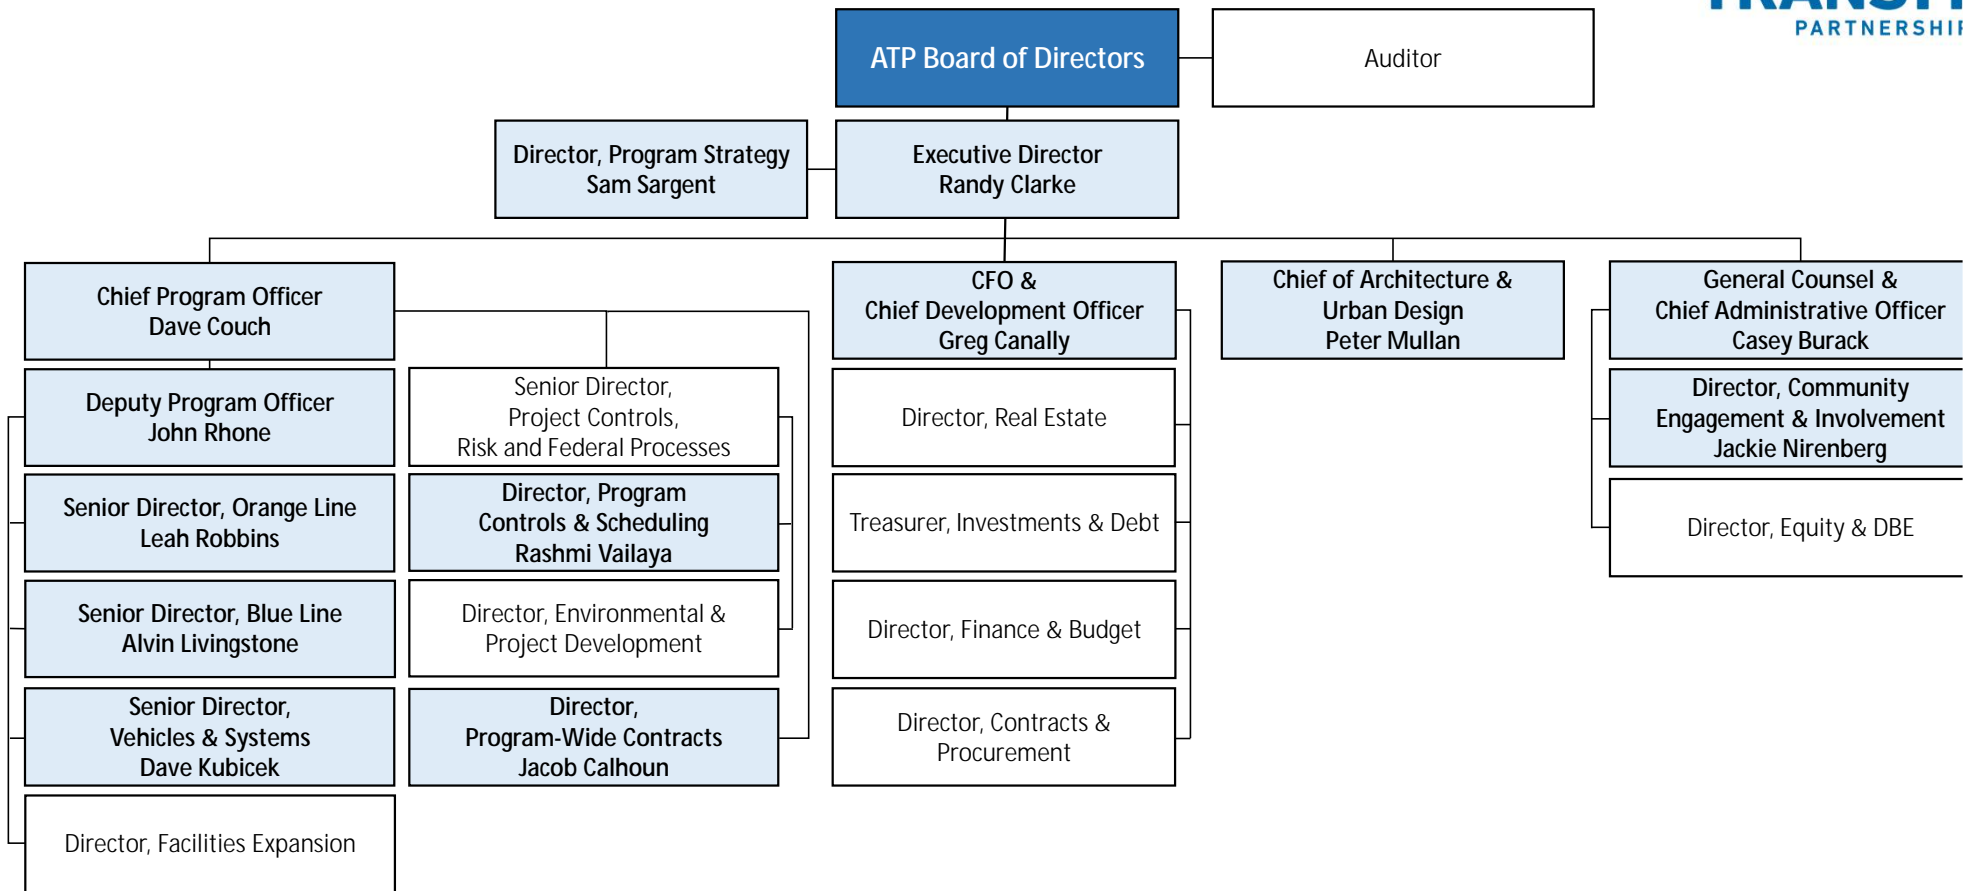 PARTNERSHIP
ATP Board of Directors
Auditor
Director, Program Strategy
Sam Sargent
Executive Director
Randy Clarke
Chief Program Officer
Dave Couch
CFO &
Chief Development Officer
Greg Canally
Chief of Architecture &
Urban Design
Peter Mullan
General Counsel &
Chief Administrative Officer
Casey Burack
Deputy Program Officer
John Rhone
Senior Director,
Project Controls,
Risk and Federal Processes
Director, Real Estate
Director, Community
Engagement & Involvement
Jackie Nirenberg
Senior Director, Orange Line
Leah Robbins
Director, Program
Controls & Scheduling
Rashmi Vailaya
Treasurer, Investments & Debt
Director, Equity & DBE
Senior Director, Blue Line
Alvin Livingstone
Director, Environmental &
Project Development
Director, Finance & Budget
Senior Director,
Vehicles & Systems
Dave Kubicek
Director,
Program-Wide Contracts
Jacob Calhoun
Director, Contracts &
Procurement
Director, Facilities Expansion